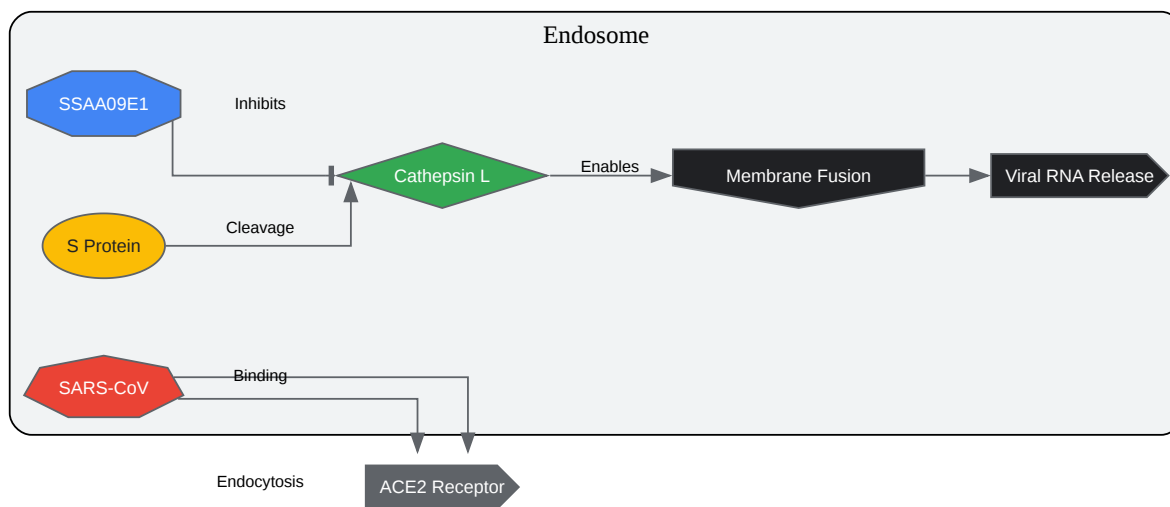 Endosome
SSAA09E1
Inhibits
Cathepsin L
Enables
Membrane Fusion
Viral RNA Release
Cleavage
S Protein
Binding
SARS-CoV
Endocytosis
ACE2 Receptor